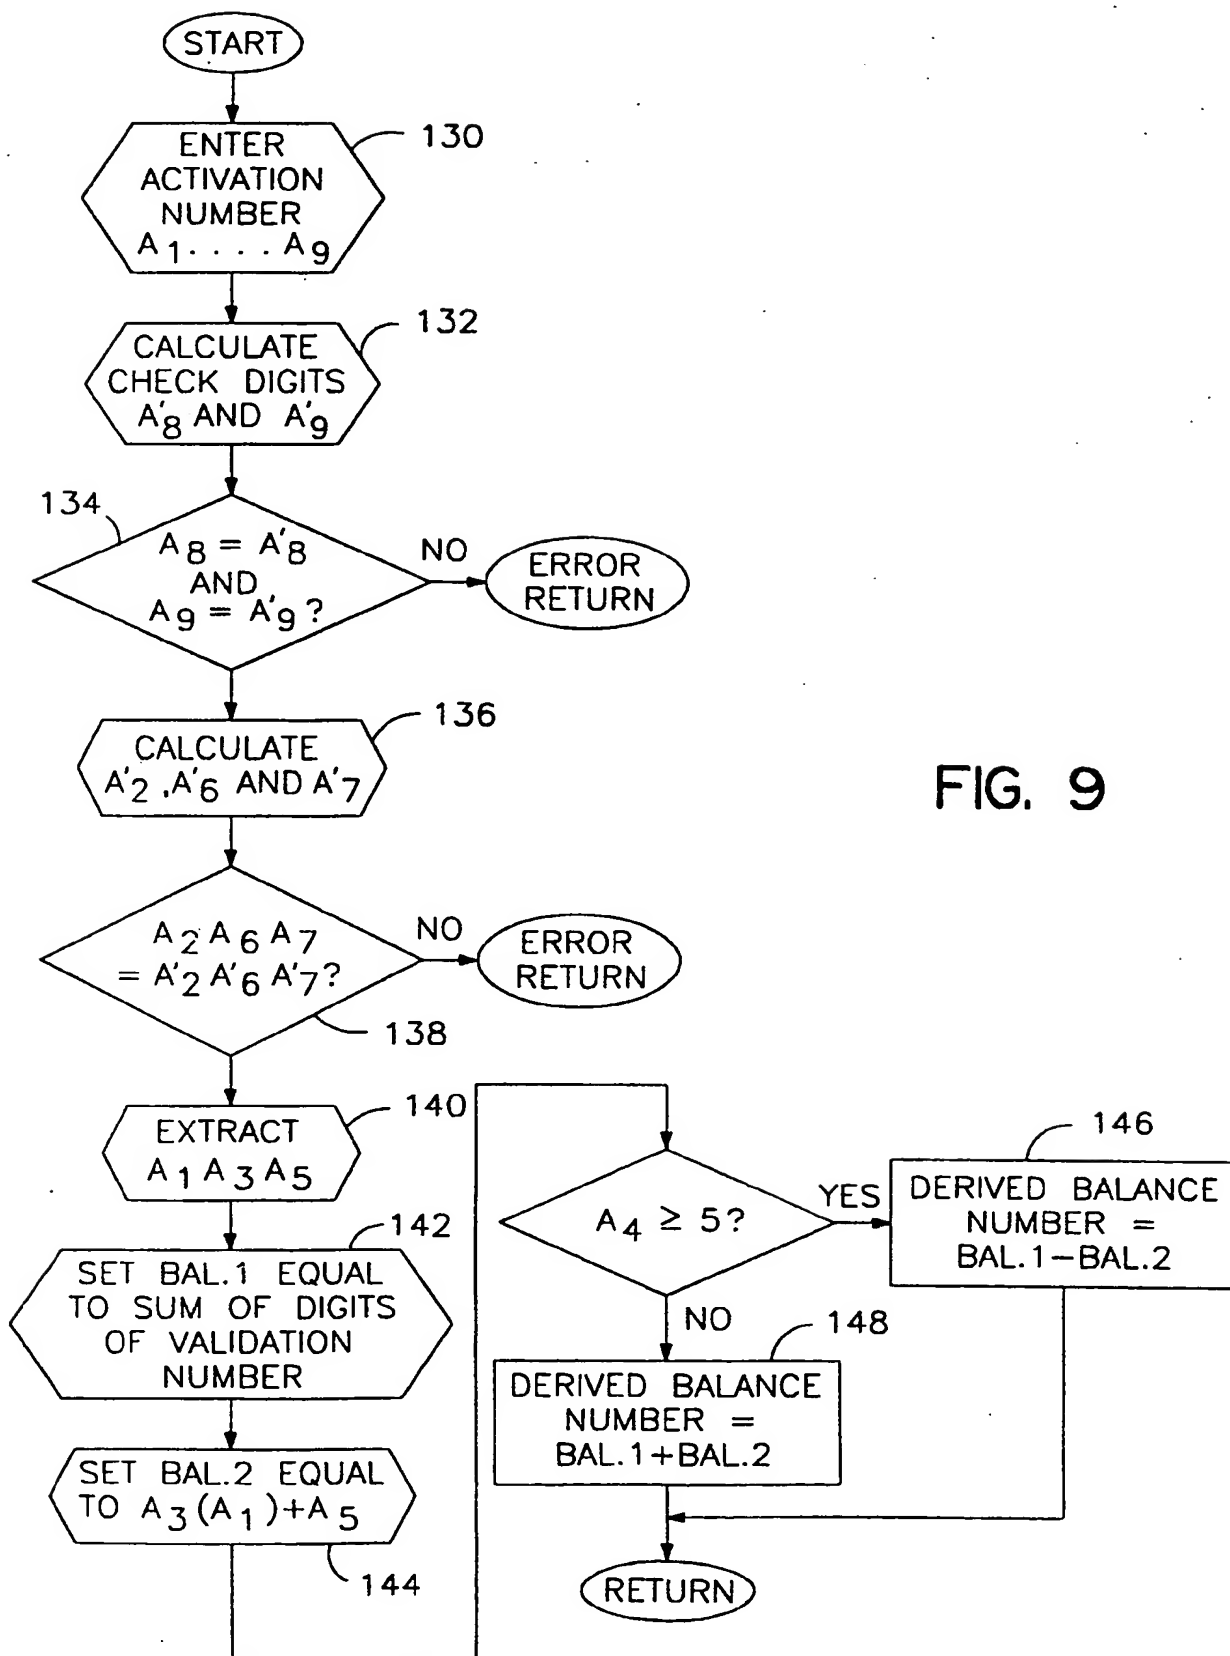 START
ENTER
ACTIVATION
NUMBER
A1. . . . A9
130
CALCULATE
CHECK DIGITS
A'8 AND A'9
132
134
A8 = A'8
AND
A9 = A'9?
NO
ERROR
RETURN
CALCULATE
A'2 ,A'6 AND A'7
136
FIG. 9
A2 A6 A7
= A'2 A'6 A'7?
NO
ERROR
RETURN
138
EXTRACT
A1 A3 A5
140
142
SET BAL.1 EQUAL
TO SUM OF DIGITS
OF VALIDATION
NUMBER
SET BAL.2 EQUAL
TO A3(A1)+A5
144
A4 ≥ 5?
YES
146
DERIVED BALANCE
NUMBER =
BAL.1-BAL.2
NO
148
DERIVED BALANCE
NUMBER =
BAL.1+BAL.2
RETURN